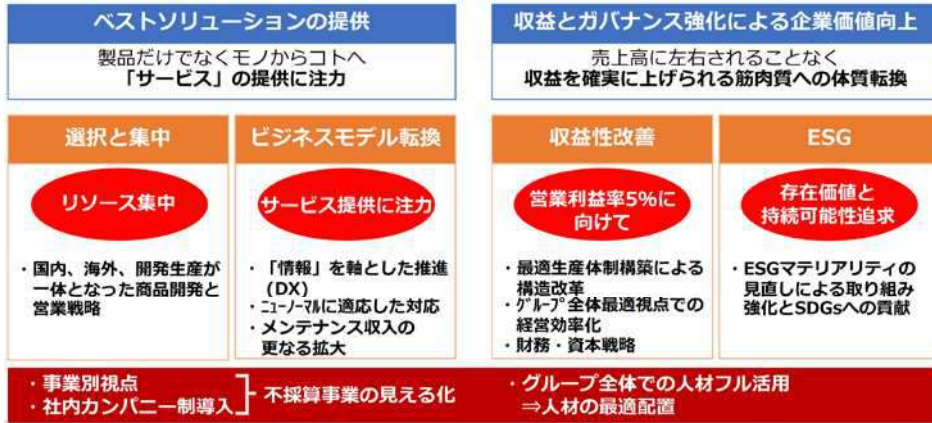 ベストソリューションの提供
製品だけでなくモノからコトへ
「サービス」の提供に注力
収益とガバナンス強化による企業価値向上
売上高に左右されることなく
収益を確実に上げられる筋肉質への体質転換
選択と集中
リソース集中
・国内、海外、開発生産が
一体となった商品開発と
営業戦略
ビジネスモデル転換
サービス提供に注力
・「情報」を軸とした推進
(DX)
・ニューノーマルに適応した対応
・メンテナンス収入の
更なる拡大
収益性改善
営業利益率5%に
向けて
・最適生産体制構築による
構造改革
・グループ全体最適視点での
経営効率化
・財務・資本戦略
ESG
存在価値と
持続可能性追求
・ESGマテリアリティの
見直しによる取り組み
強化とSDGsへの貢献
・事業別視点
・社内カンパニー制導入
不採算事業の見える化
・グループ全体での人材フル活用
⇒人材の最適配置